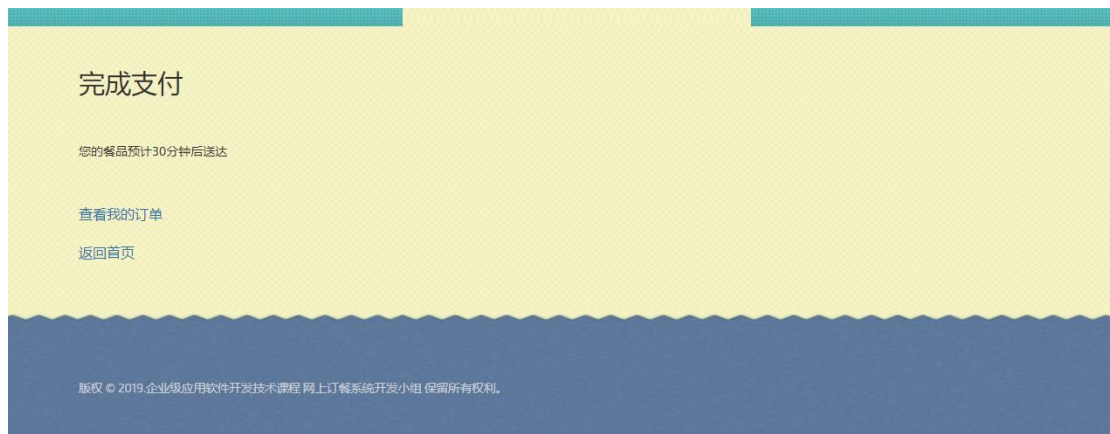 完成支付
您的餐品预计30分钟后送达
查看我的订单
返回首页
版权 © 2019.企业级应用软件开发技术课程 网上订餐系统开发小组 保留所有权利。